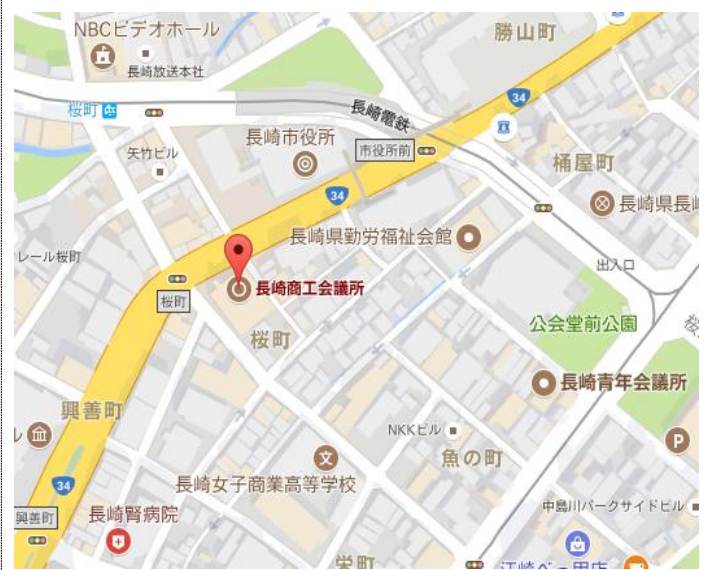 NBCビデオホール
長崎放送本社
勝山町
34
桜町
長崎電鉄
長崎市役所
市役所前
矢竹ビル
桶屋町
34
長崎県長
長崎県勤労福祉会館
レール桜町
出入口
長崎商工会議所
桜町
公会堂前公園
桜町
長崎青年会議所
興善町
NKKビル
魚の町
P
文
長崎女子商業高等学校
34
中島川パークサイドビル
興善町
長崎腎病院
栄町